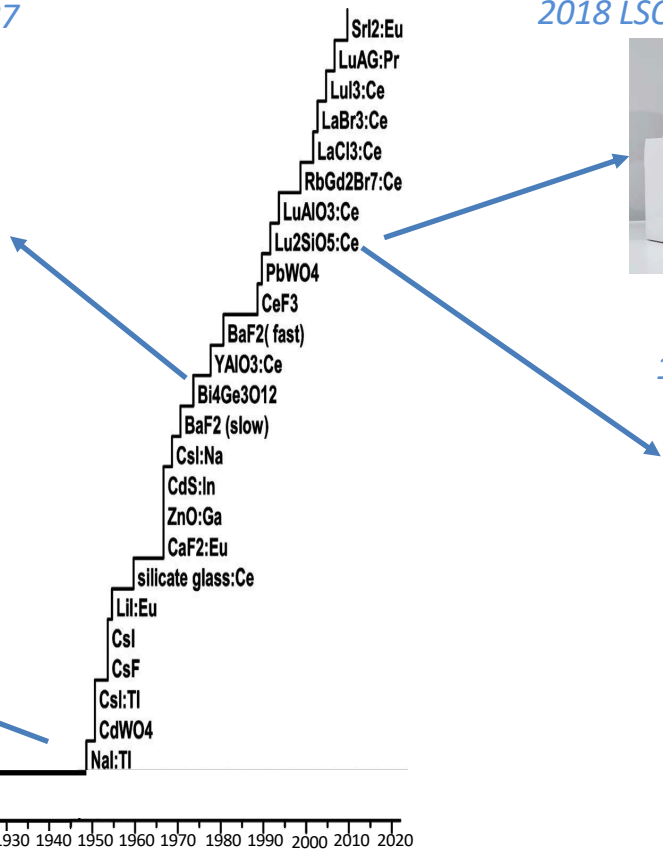 7
2018 LSO
SrI2:Eu
LuAG:Pr
LuI3:Ce
LaBr3:Ce
LaCl3:Ce
RbGd2Br7:Ce
LuAlO3:Ce
Lu2SiO5:Ce
PbWO4
CeF3
BaF2( fast)
YAlO3:Ce
Bi4Ge3O12
BaF2 (slow)
CsI:Na
CdS:In
ZnO:Ga
CaF2:Eu
silicate glass:Ce
LiI:Eu
CsI
CsF
CsI:Tl
CdWO4
NaI:Tl
1930 1940 1950 1960 1970 1980 1990 2000 2010 2020